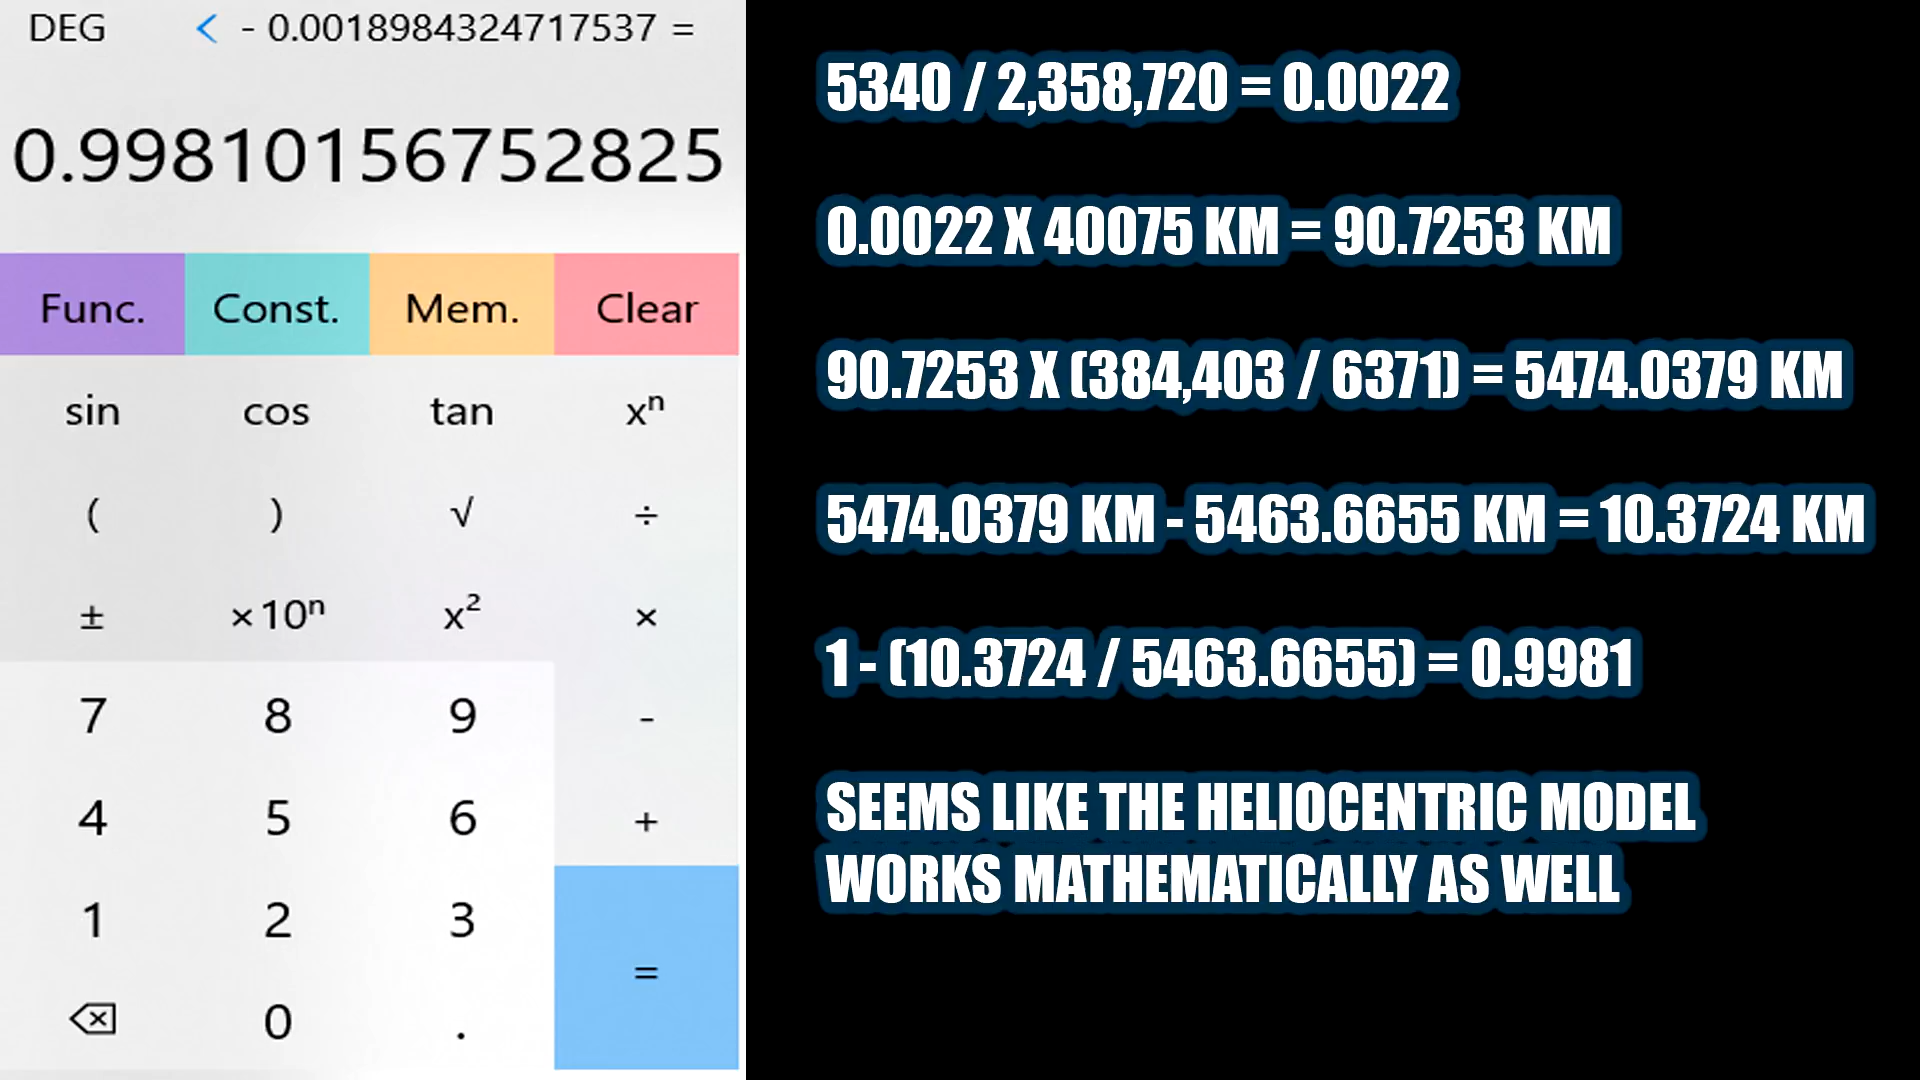 DEG < - 0.0018984324717537 =
0.99810156752825
Func. Const. Mem. Clear
sin cos tan xⁿ
( ) √ ÷
± ×10ⁿ x² ×
7 8 9 -
4 5 6 +
1 2 3
0 . =
5340 / 2,358,720 = 0.0022
0.0022 X 40075 KM = 90.7253 KM
90.7253 X (384,403 / 6371) = 5474.0379 KM
5474.0379 KM - 5463.6655 KM = 10.3724 KM
1 - (10.3724 / 5463.6655) = 0.9981
SEEMS LIKE THE HELIOCENTRIC MODEL
WORKS MATHEMATICALLY AS WELL